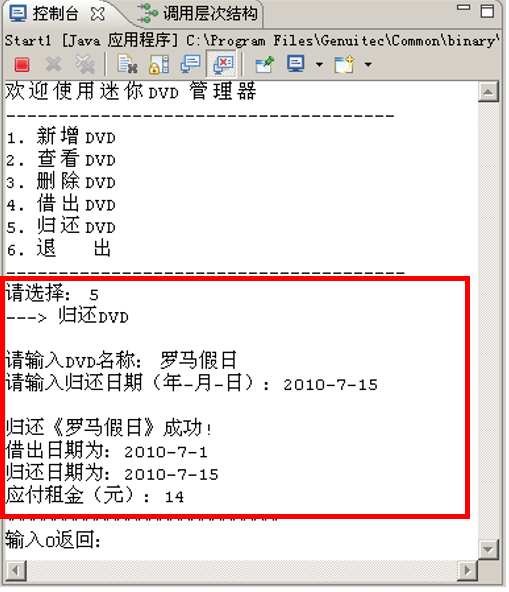 控制台 调用层次结构
Start1 [Java 应用程序] C:\Program Files\Genuitec\Common\binary\
欢迎使用迷你DVD 管理器
-------------------------------------
1. 新增DVD
2. 查看DVD
3. 删除DVD
4. 借出DVD
5. 归还DVD
6. 退 出
--------------------------------------
请选择: 5
---> 归还DVD
请输入DVD名称: 罗马假日
请输入归还日期(年-月-日): 2010-7-15
归还《罗马假日》成功!
借出日期为: 2010-7-1
归还日期为: 2010-7-15
应付租金(元): 14
输入0返回: